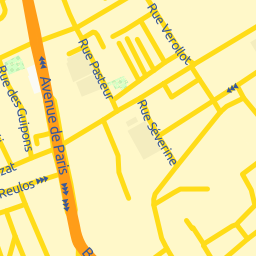 Rue Verollot
Rue Pasteur
Rue des Guipons
Avenue de Paris
Rue Séverine
zat
Reulos
B